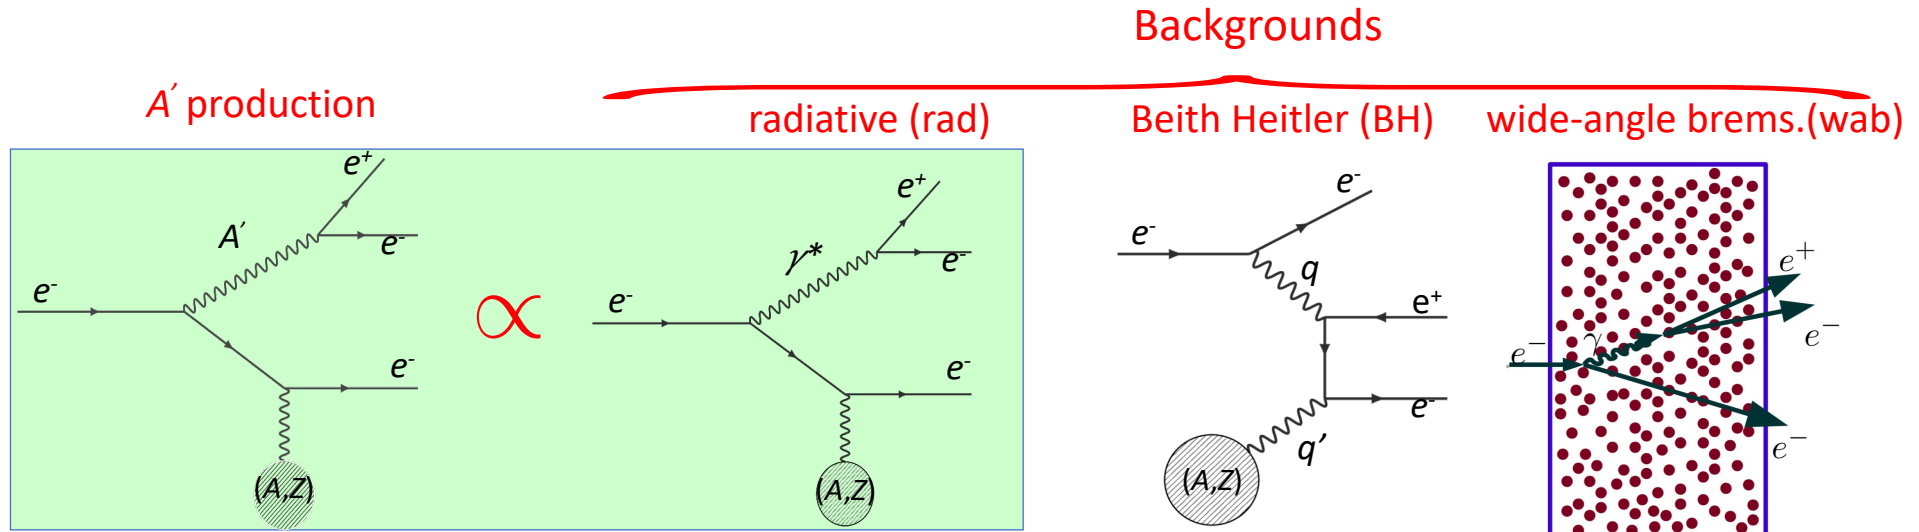 Backgrounds
A′ production
radiative (rad)
Beith Heitler (BH)
wide-angle brems.(wab)
e⁻
A′
e⁺
e⁻
e⁻
(A,Z)
∝
e⁻
γ*
e⁺
e⁻
e⁻
(A,Z)
e⁻
e⁻
q
e⁺
e⁻
q′
(A,Z)
e⁻
γ
e⁺
e⁻
e⁻